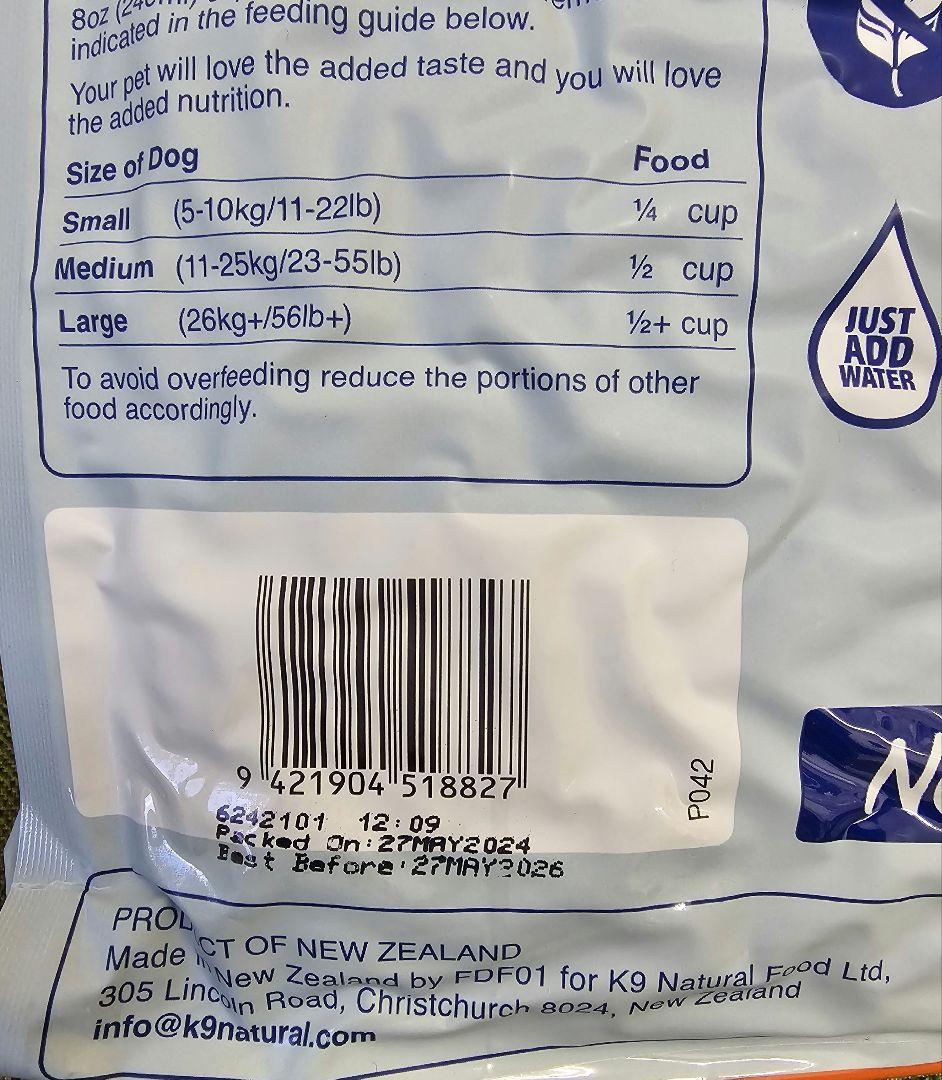 8oz
indicated in the feeding guide below.
Your pet will love the added taste and you will love
the added nutrition.
Size of Dog Food
Small (5-10kg/11-22lb) ¼ cup
Medium (11-25kg/23-55lb) ½ cup
Large (26kg+/56lb+) ½+ cup
To avoid overfeeding reduce the portions of other
food accordingly.
JUST
ADD
WATER
9 421904 518827
P042
6242101 12:09
Packed On:27MAY2024
Best Before:27MAY2026
PRODUCT OF NEW ZEALAND
Made in New Zealand by FDF01 for K9 Natural Food Ltd,
305 Lincoln Road, Christchurch 8024, New Zealand
info@k9natural.com